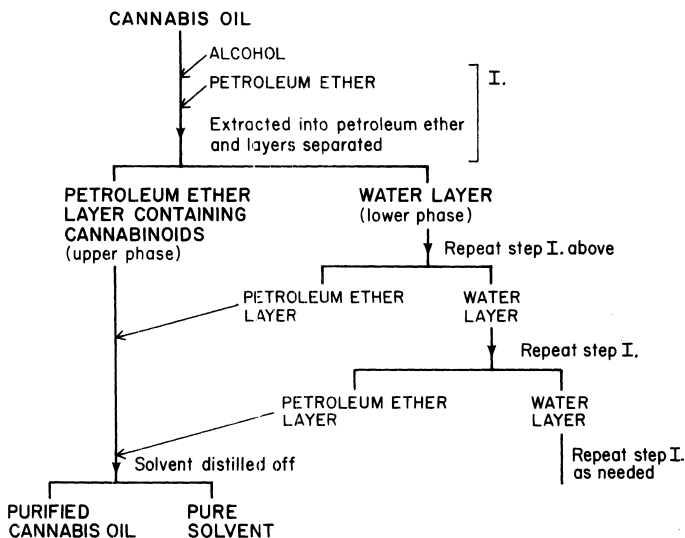 CANNABIS OIL
ALCOHOL
PETROLEUM ETHER
I.
Extracted into petroleum ether
and layers separated
PETROLEUM ETHER
LAYER CONTAINING
CANNABINOIDS
(upper phase)
WATER LAYER
(lower phase)
Repeat step I. above
PETROLEUM ETHER
LAYER
WATER
LAYER
Repeat step I.
PETROLEUM ETHER
LAYER
WATER
LAYER
Repeat step I.
as needed
Solvent distilled off
PURIFIED
CANNABIS OIL
PURE
SOLVENT